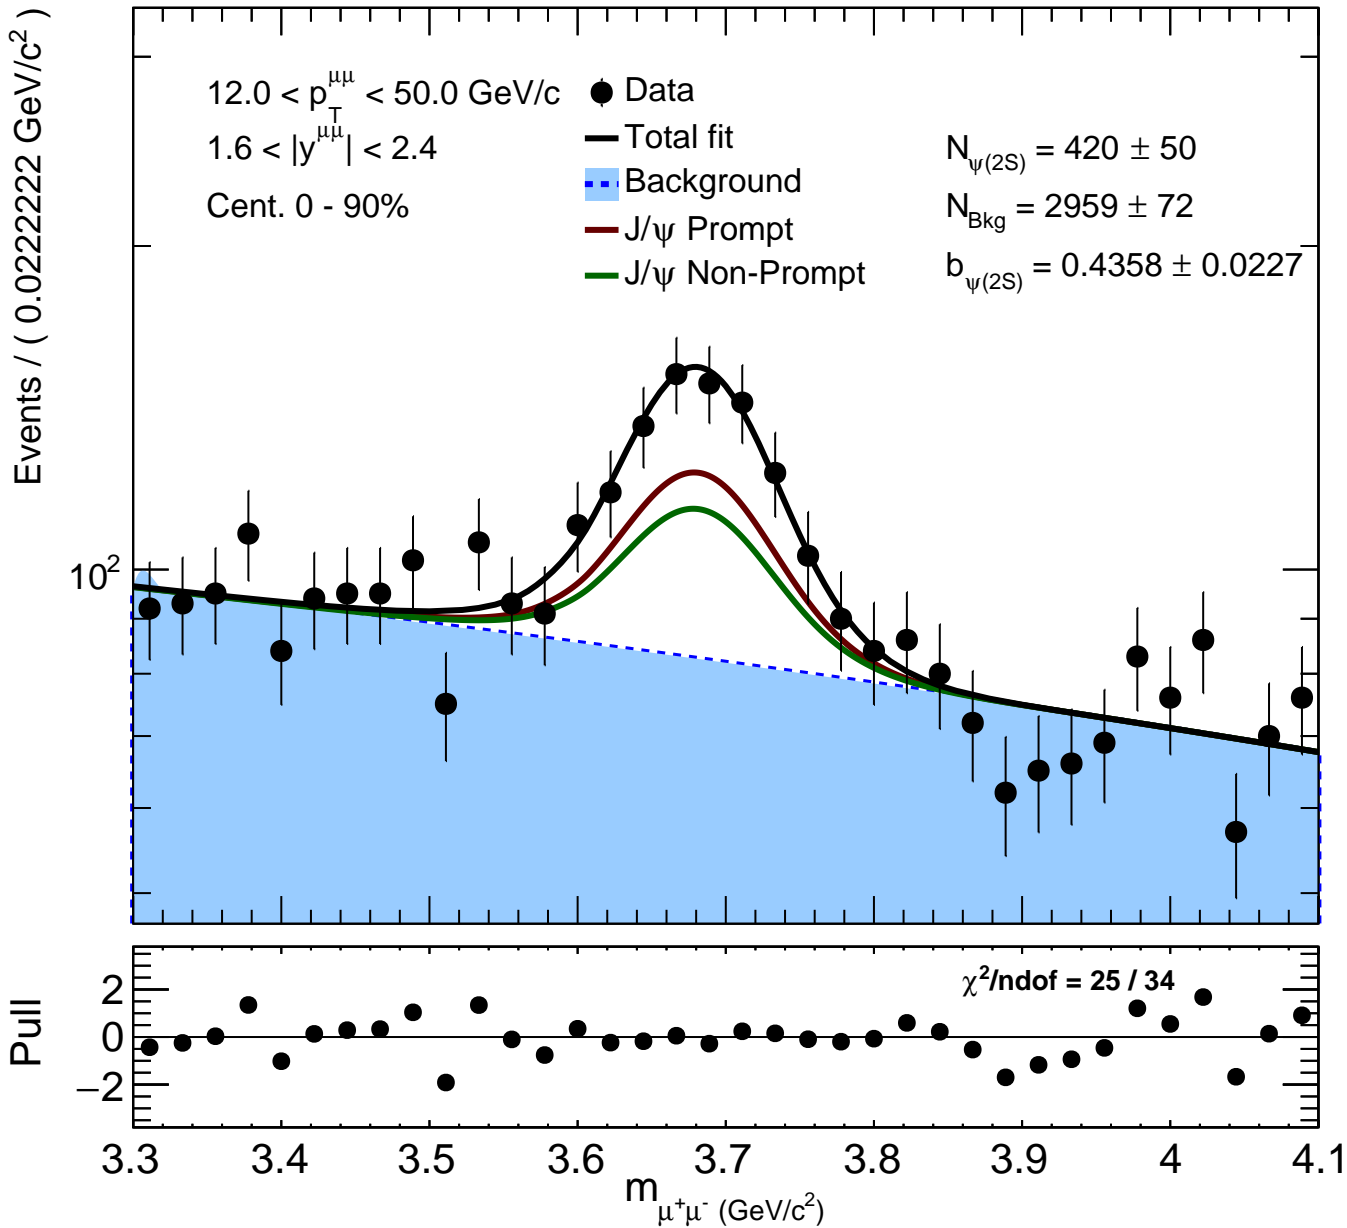 Events / ( 0.0222222 GeV/c²)
12.0 < p_T^μμ < 50.0 GeV/c
1.6 < |y^μμ| < 2.4
Cent. 0 - 90%
Data
Total fit
Background
J/ψ Prompt
J/ψ Non-Prompt
N_ψ(2S) = 420 ± 50
N_Bkg = 2959 ± 72
b_ψ(2S) = 0.4358 ± 0.0227
10²
Pull
χ²/ndof = 25 / 34
2
0
−2
3.3 3.4 3.5 3.6 3.7 3.8 3.9 4 4.1
m_μ⁺μ⁻ (GeV/c²)